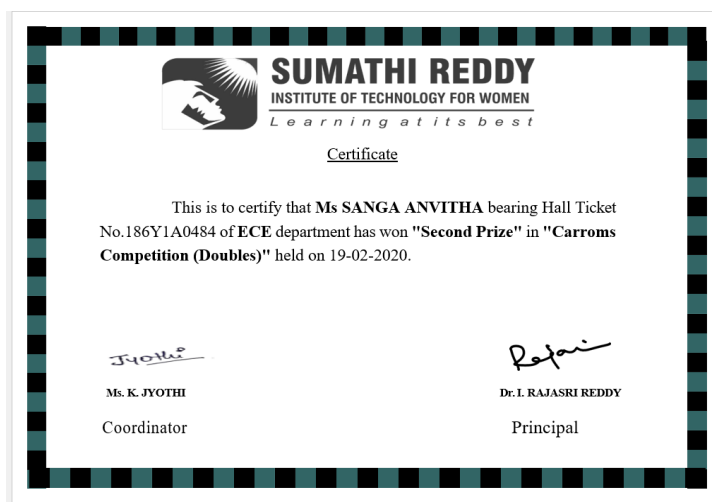 SUMATHI REDDY
INSTITUTE OF TECHNOLOGY FOR WOMEN
Learning at its best
Certificate
This is to certify that Ms SANGA ANVITHA bearing Hall Ticket
No.186Y1A0484 of ECE department has won "Second Prize" in "Carroms
Competition (Doubles)" held on 19-02-2020.
Jyothi
Rajasri
Ms. K. JYOTHI
Dr. I. RAJASRI REDDY
Coordinator
Principal